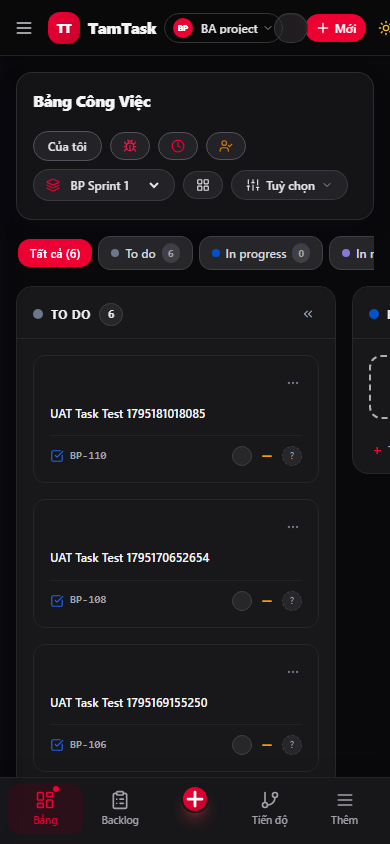 TT TamTask BP BA project + Mới
Bảng Công Việc
Của tôi
BP Sprint 1 Tuỳ chọn
Tất cả (6) To do 6 In progress 0
TO DO 6
UAT Task Test 1795181018085
BP-110 ?
UAT Task Test 1795170652654
BP-108 ?
UAT Task Test 1795169155250
BP-106 ?
Bảng Backlog Tiến độ Thêm